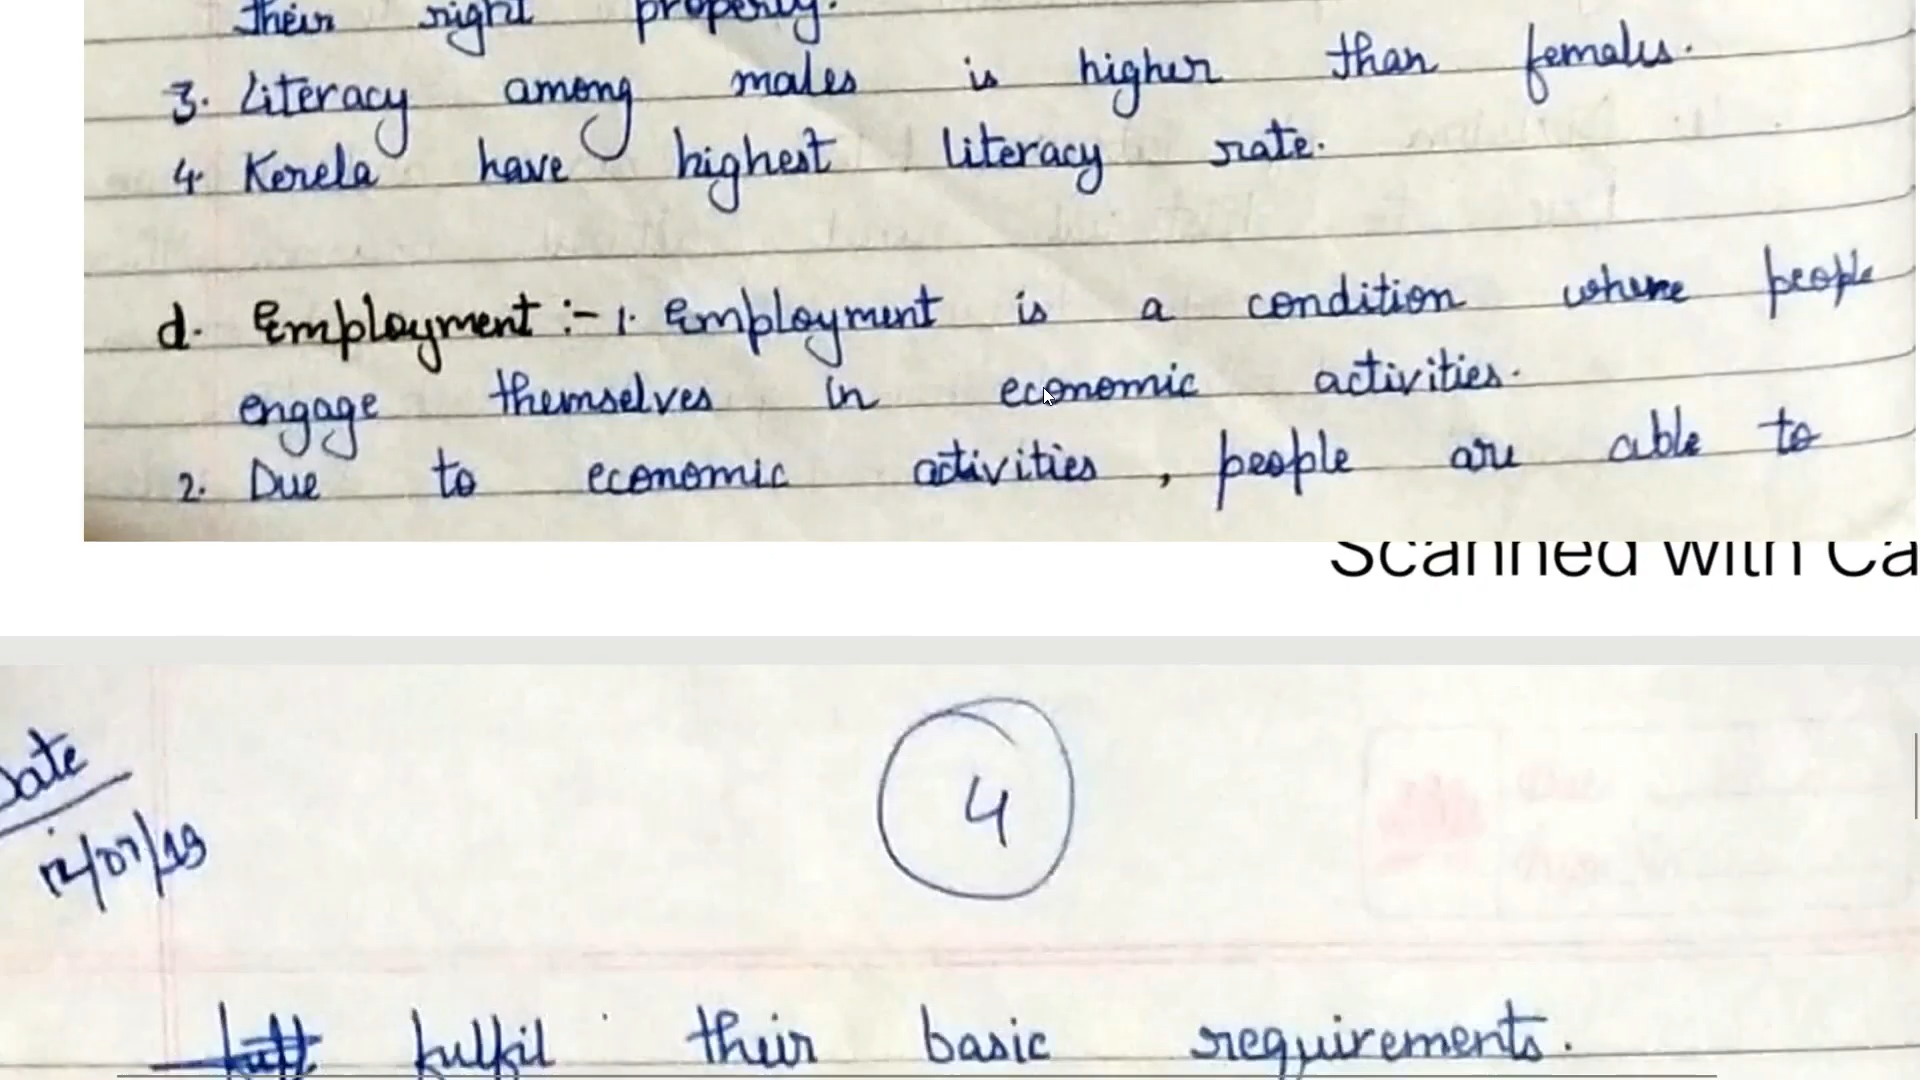 their right property.
3. Literacy among males is higher than females.
4. Kerela have highest literacy rate.
d. Employment :- 1. Employment is a condition where people
engage themselves in economic activities.
2. Due to economic activities, people are able to
Scanned with Ca
Date
12/07/19
4
fulfil their basic requirements.